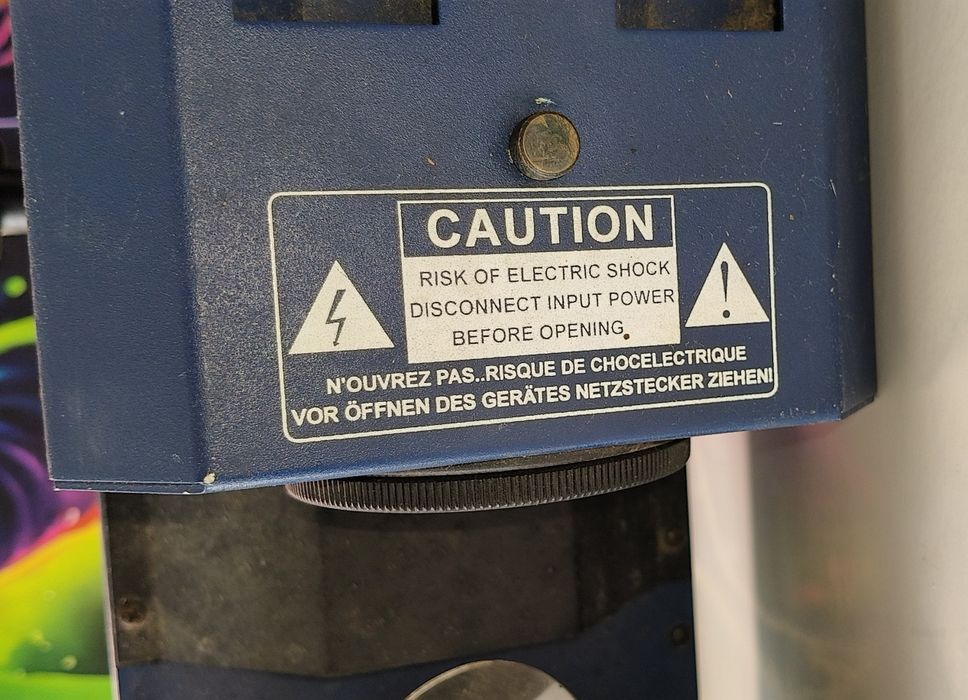 CAUTION
RISK OF ELECTRIC SHOCK
DISCONNECT INPUT POWER
BEFORE OPENING.
N'OUVREZ PAS..RISQUE DE CHOCELECTRIQUE
VOR ÖFFNEN DES GERÄTES NETZSTECKER ZIEHEN!